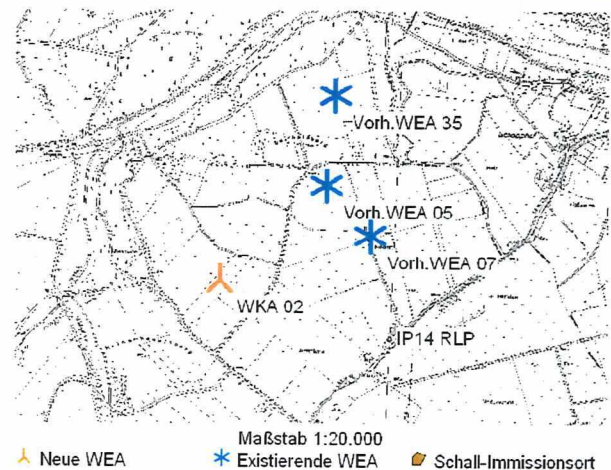 Vorh.WEA 35
Vorh.WEA 05
Vorh.WEA 07
WKA 02
IP14 RLP
Maßstab 1:20.000
Neue WEA
Existierende WEA
Schall-Immissionsort